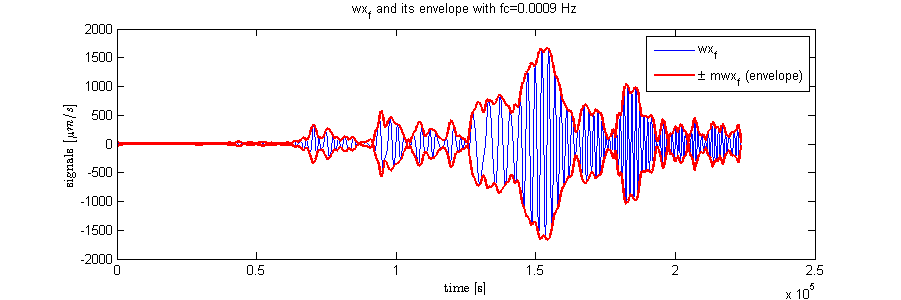 wx_f and its envelope with fc=0.0009 Hz
2000
1500
1000
500
0
-500
-1000
-1500
-2000
signals [μm/s]
wx_f
± mwx_f (envelope)
0
0.5
1
1.5
2
2.5
time [s]
x 10^5